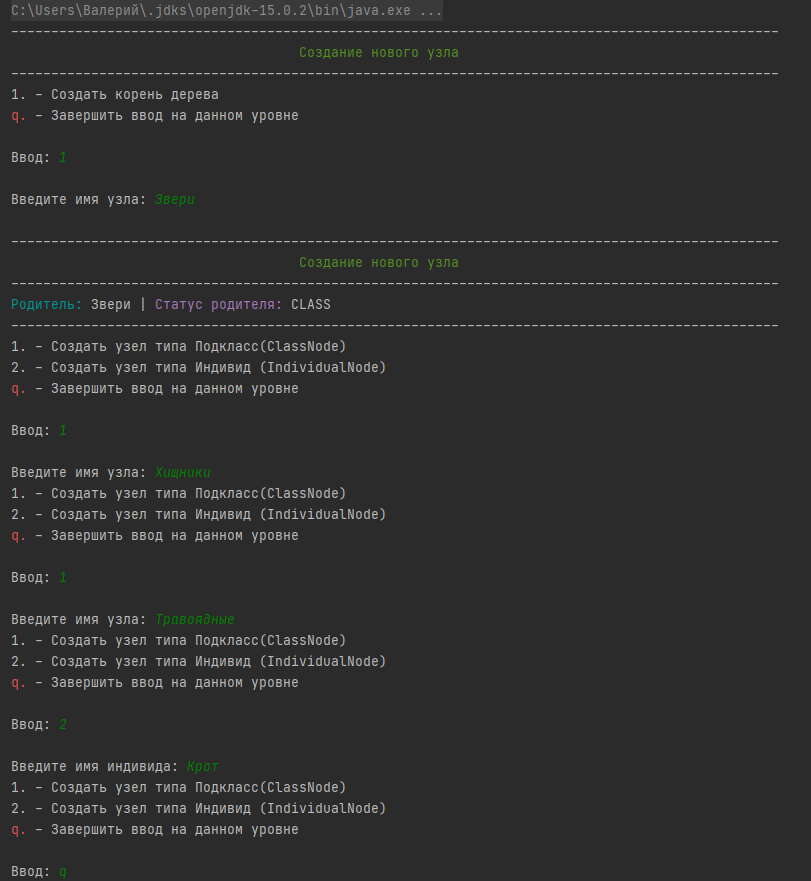 C:\Users\Валерий\.jdks\openjdk-15.0.2\bin\java.exe ...
------------------------------------------------------------------------------------------------
Создание нового узла
------------------------------------------------------------------------------------------------
1. - Создать корень дерева
q. - Завершить ввод на данном уровне
Ввод: 1
Введите имя узла: Звери
------------------------------------------------------------------------------------------------
Создание нового узла
------------------------------------------------------------------------------------------------
Родитель: Звери | Статус родителя: CLASS
------------------------------------------------------------------------------------------------
1. - Создать узел типа Подкласс(ClassNode)
2. - Создать узел типа Индивид (IndividualNode)
q. - Завершить ввод на данном уровне
Ввод: 1
Введите имя узла: Хищники
1. - Создать узел типа Подкласс(ClassNode)
2. - Создать узел типа Индивид (IndividualNode)
q. - Завершить ввод на данном уровне
Ввод: 1
Введите имя узла: Травоядные
1. - Создать узел типа Подкласс(ClassNode)
2. - Создать узел типа Индивид (IndividualNode)
q. - Завершить ввод на данном уровне
Ввод: 2
Введите имя индивида: Крот
1. - Создать узел типа Подкласс(ClassNode)
2. - Создать узел типа Индивид (IndividualNode)
q. - Завершить ввод на данном уровне
Ввод: q